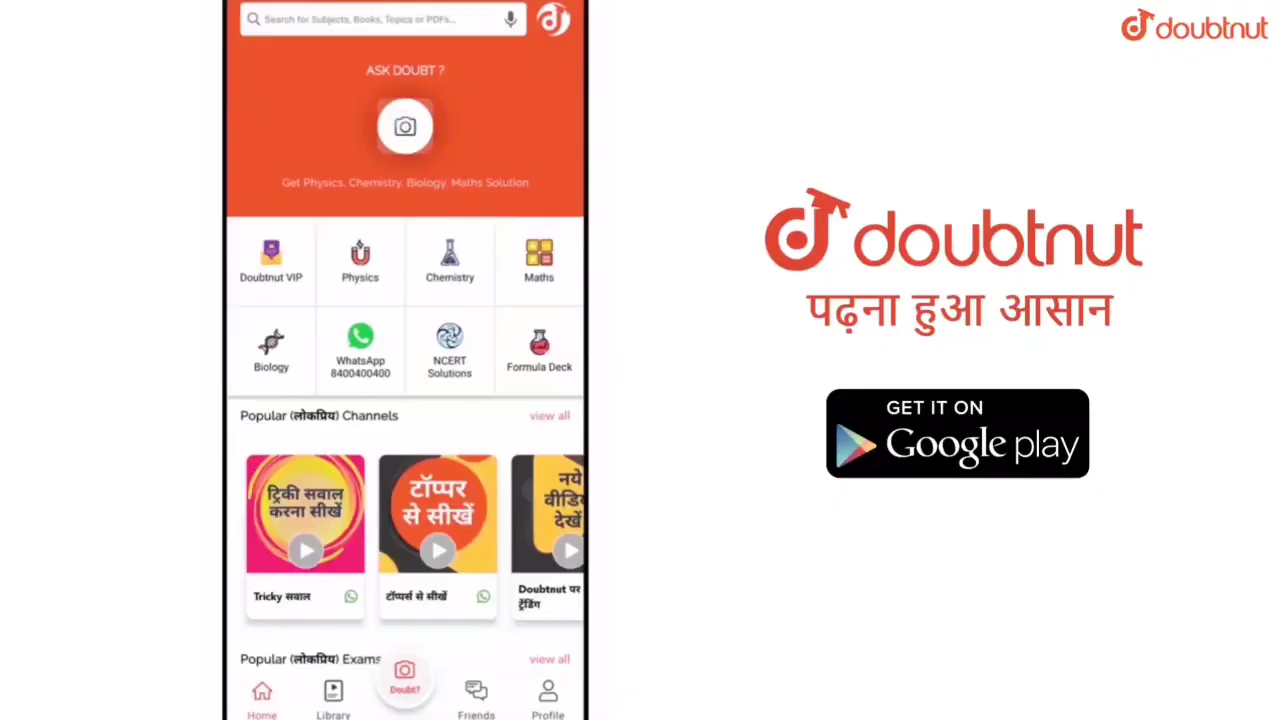 Search for Subjects, Books, Topica or PDFs...
doubtnut
ASK DOUBT ?
Get Physics, Chemistry, Biology, Maths Solution
Doubtnut VIP
Physics
Chemistry
Maths
Biology
WhatsApp
8400400400
NCERT
Solutions
Formula Deck
Popular (लोकप्रिय) Channels
view all
ट्रिकी सवाल
करना सीखें
टॉप्पर
से सीखें
नये
वीडि
देखें
Tricky सवाल
टॉप्पर्स से सीखें
Doubtnut पर
ट्रेंडिंग
Popular (लोकप्रिय) Exams
view all
Doubt?
Home
Library
Friends
Profile
doubtnut
पढ़ना हुआ आसान
GET IT ON
Google play